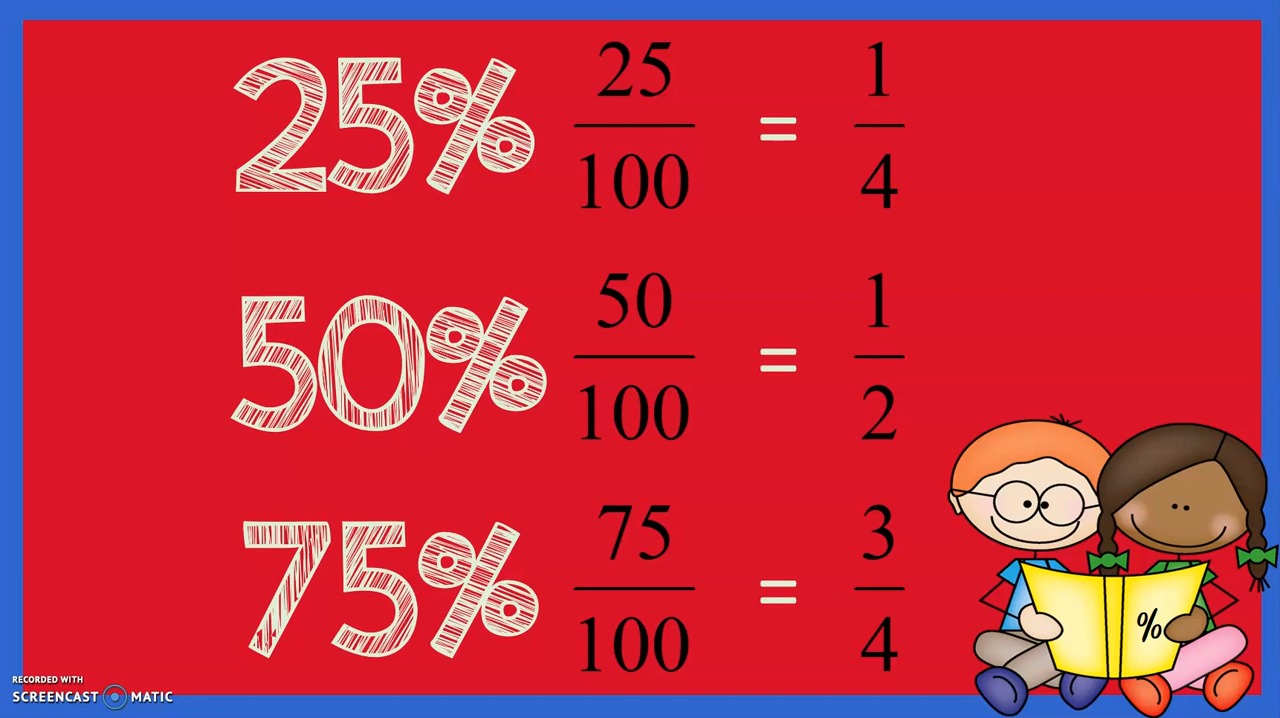 25% 25/100 = 1/4
50% 50/100 = 1/2
75% 75/100 = 3/4
%
RECORDED WITH
SCREENCAST MATIC